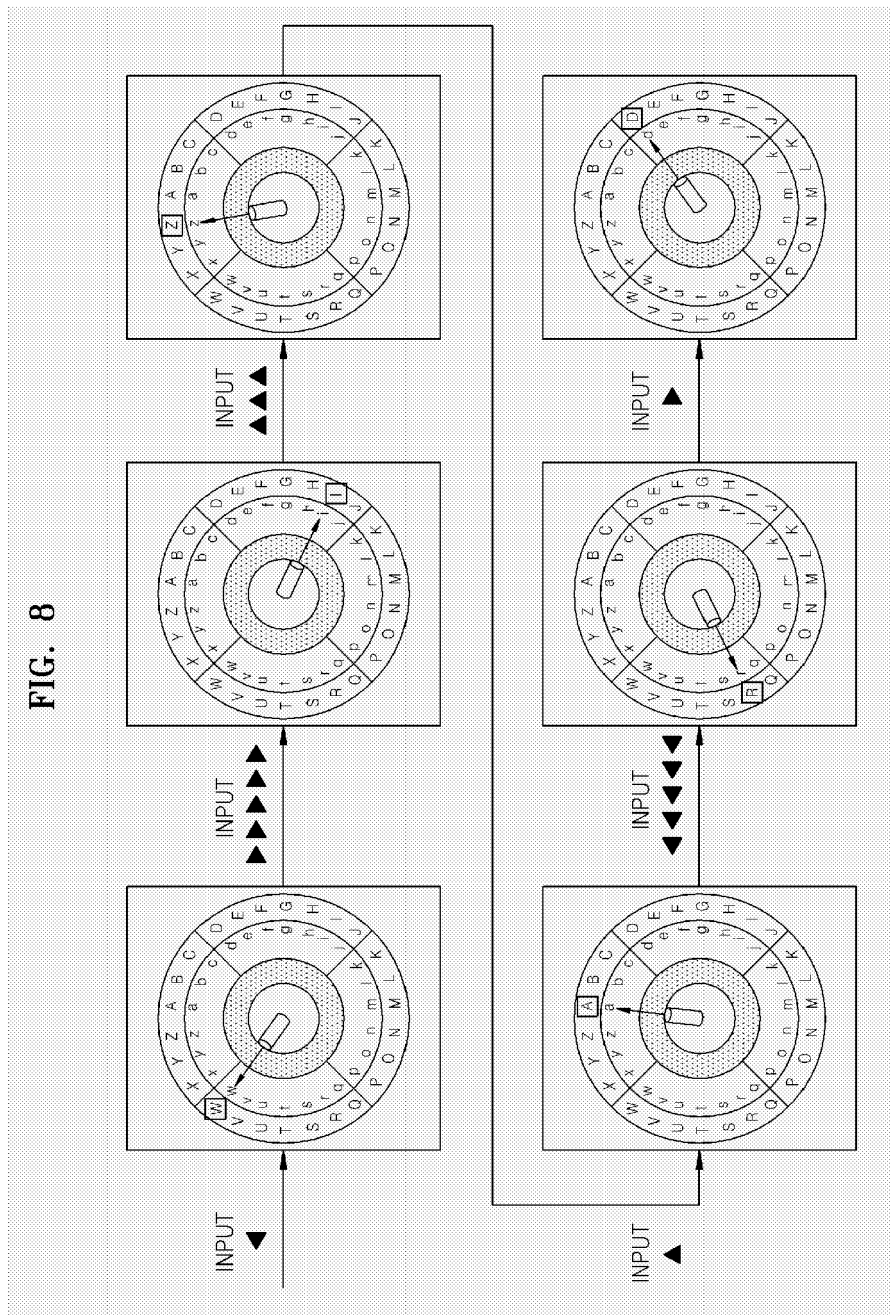 FIG. 8
INPUT
A B C D E F G H I J K L M N O P Q R S T U V W X Y Z
a b c d e f g h i j k l m n o p q r s t u v w x y z
INPUT
A B C D E F G H I J K L M N O P Q R S T U V W X Y Z
a b c d e f g h i j k l m n o p q r s t u v w x y z
INPUT
A B C D E F G H I J K L M N O P Q R S T U V W X Y Z
a b c d e f g h i j k l m n o p q r s t u v w x y z
INPUT
A B C D E F G H I J K L M N O P Q R S T U V W X Y Z
a b c d e f g h i j k l m n o p q r s t u v w x y z
INPUT
A B C D E F G H I J K L M N O P Q R S T U V W X Y Z
a b c d e f g h i j k l m n o p q r s t u v w x y z
INPUT
A B C D E F G H I J K L M N O P Q R S T U V W X Y Z
a b c d e f g h i j k l m n o p q r s t u v w x y z